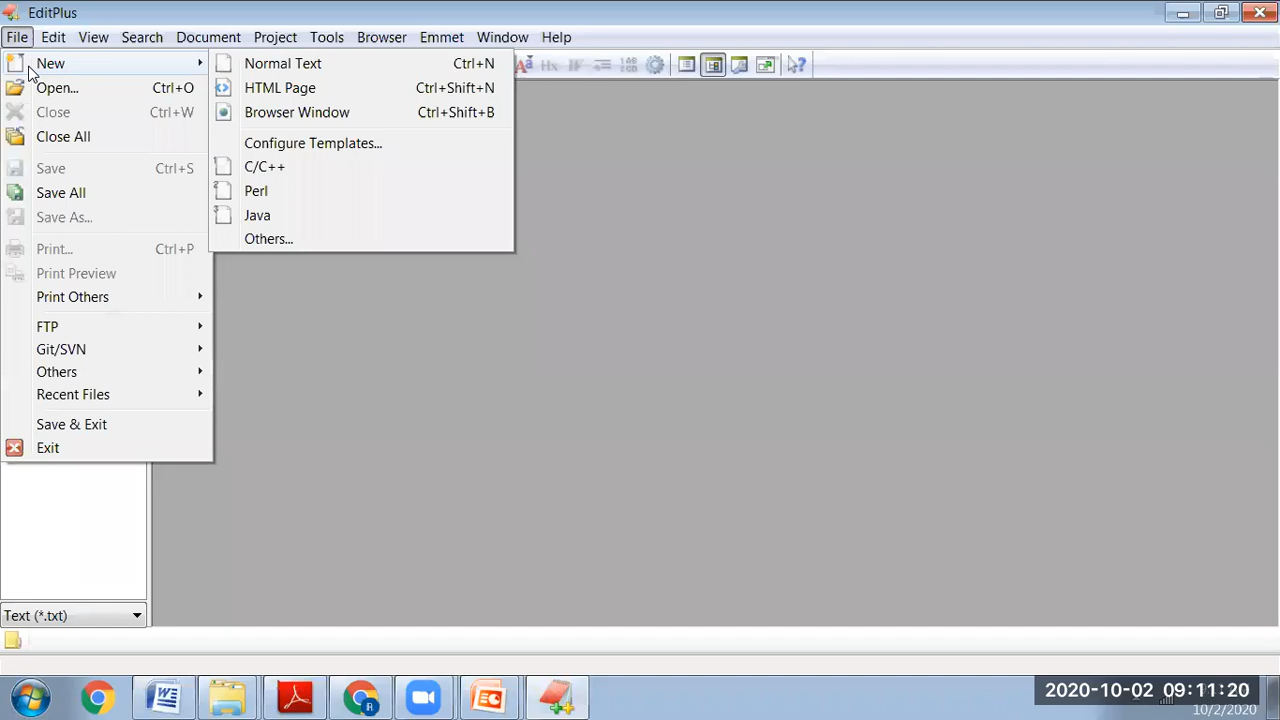 EditPlus
File Edit View Search Document Project Tools Browser Emmet Window Help
New
Open... Ctrl+O
Close Ctrl+W
Close All
Save Ctrl+S
Save All
Save As...
Print... Ctrl+P
Print Preview
Print Others
FTP
Git/SVN
Others
Recent Files
Save & Exit
Exit
Normal Text Ctrl+N
HTML Page Ctrl+Shift+N
Browser Window Ctrl+Shift+B
Configure Templates...
1 C/C++
2 Perl
3 Java
Others...
Text (*.txt)
2020-10-02 09:11:20
10/2/2020